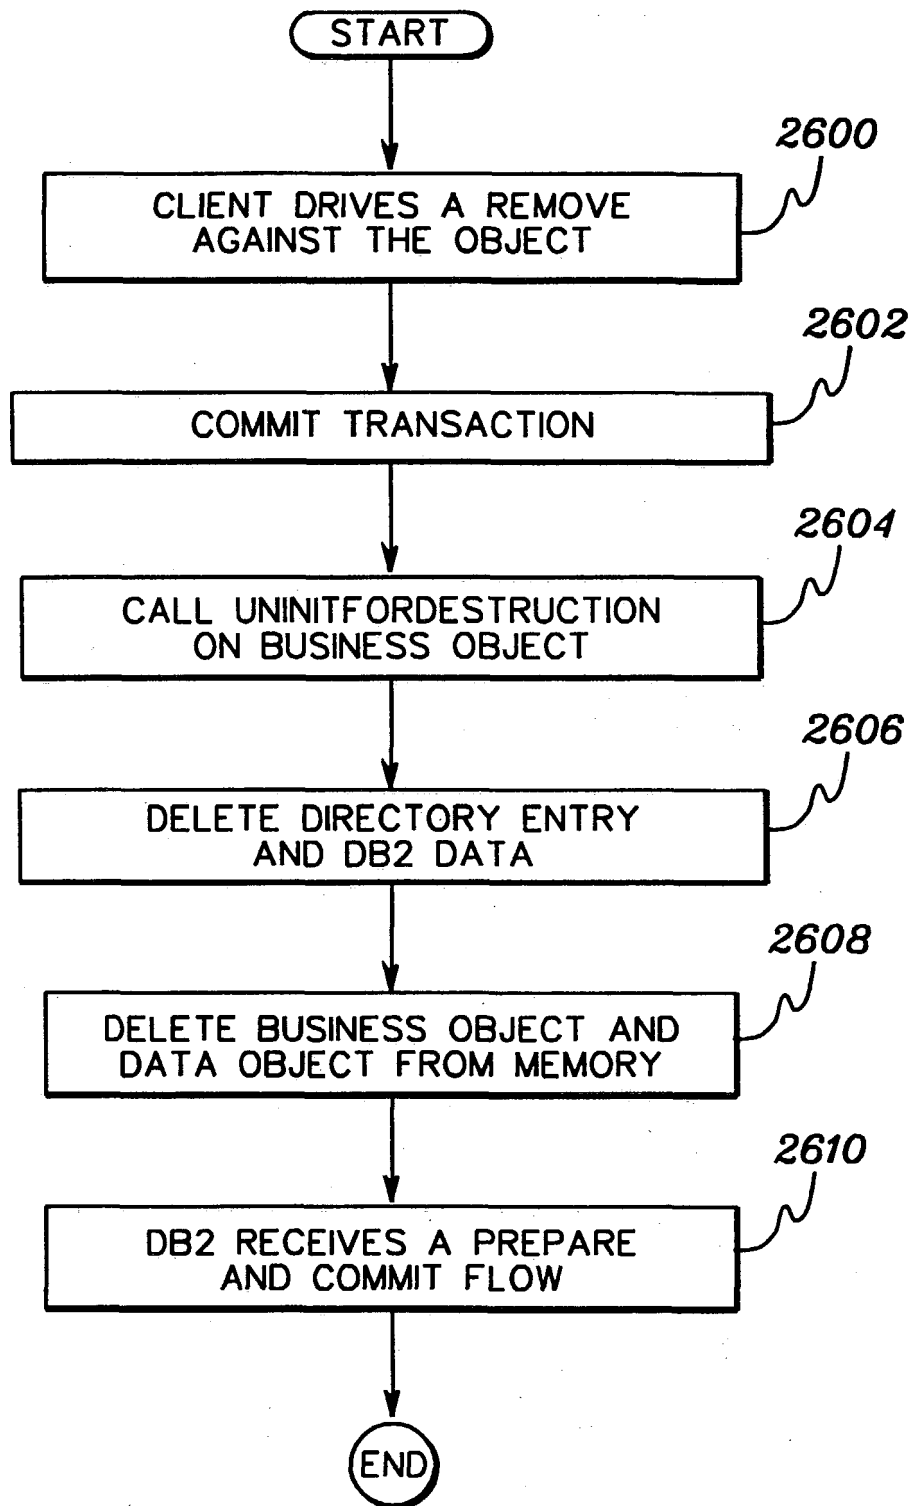 START
2600
CLIENT DRIVES A REMOVE
AGAINST THE OBJECT
2602
COMMIT TRANSACTION
2604
CALL UNINITFORDESTRUCTION
ON BUSINESS OBJECT
2606
DELETE DIRECTORY ENTRY
AND DB2 DATA
2608
DELETE BUSINESS OBJECT AND
DATA OBJECT FROM MEMORY
2610
DB2 RECEIVES A PREPARE
AND COMMIT FLOW
END